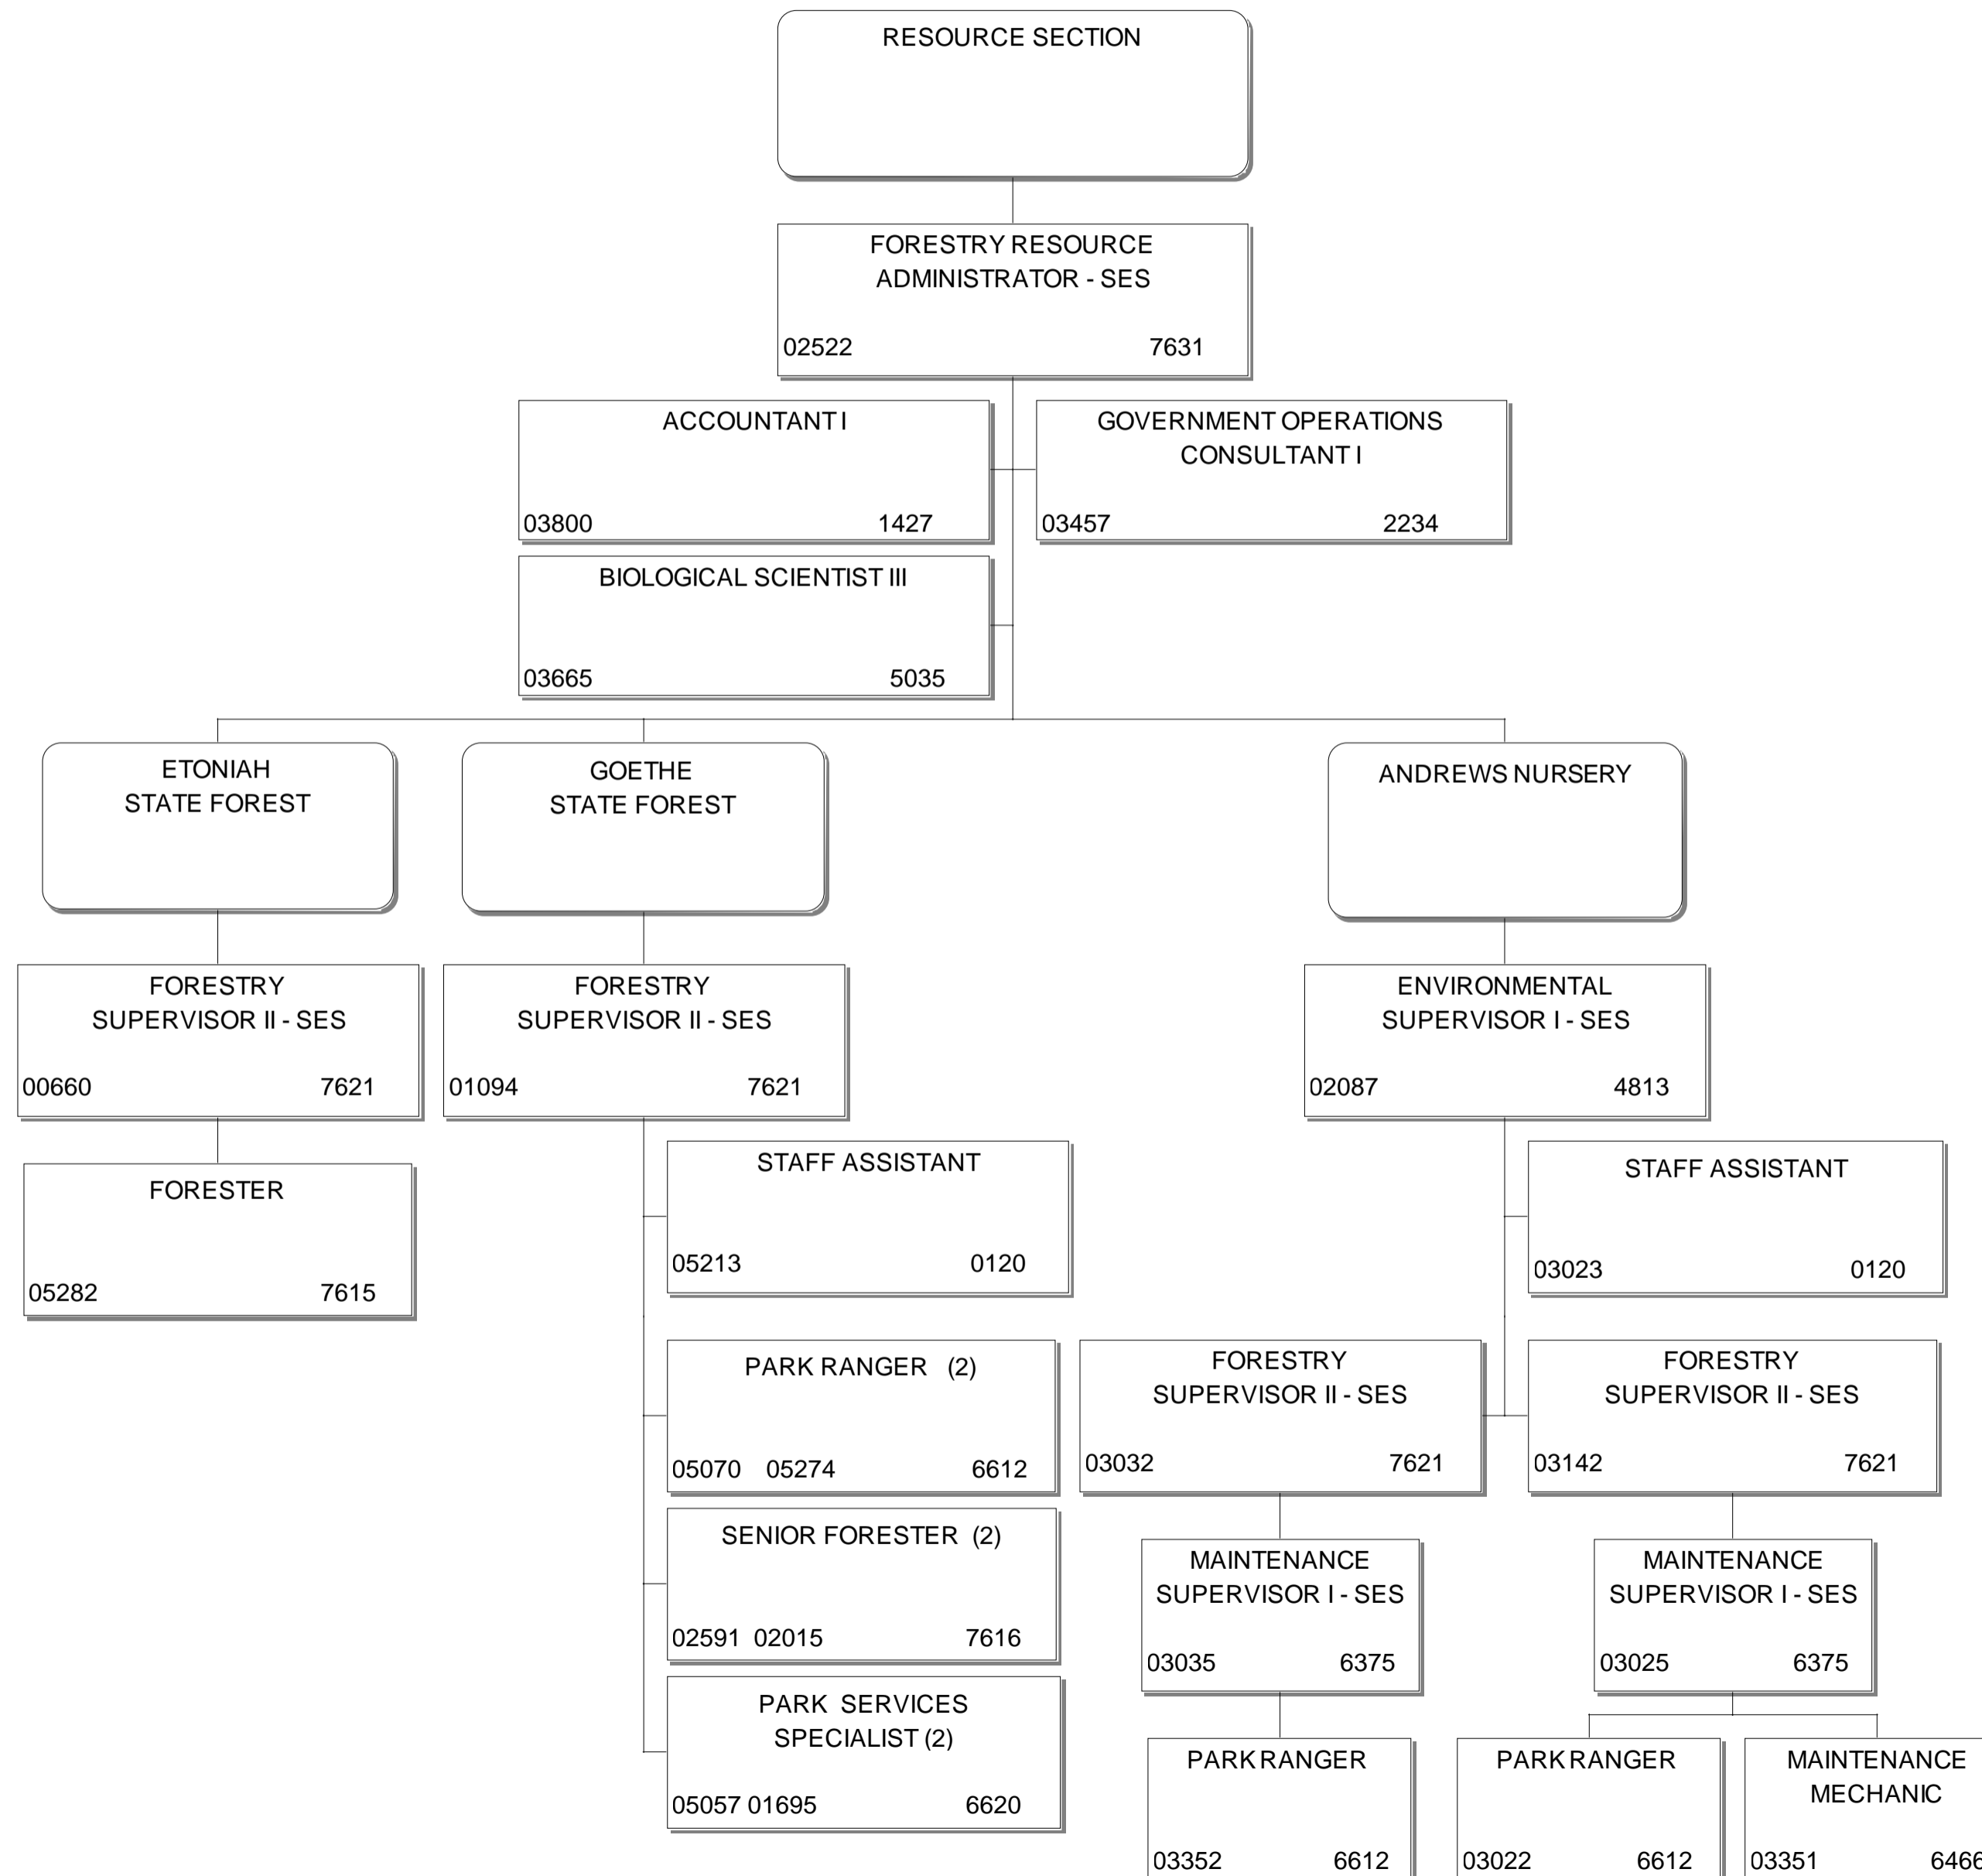 RESOURCE SECTION
FORESTRY RESOURCE
ADMINISTRATOR - SES
02522 7631
ACCOUNTANT I
03800 1427
GOVERNMENT OPERATIONS
CONSULTANT I
03457 2234
BIOLOGICAL SCIENTIST III
03665 5035
ETONIAH
STATE FOREST
GOETHE
STATE FOREST
ANDREWS NURSERY
FORESTRY
SUPERVISOR II - SES
00660 7621
FORESTRY
SUPERVISOR II - SES
01094 7621
ENVIRONMENTAL
SUPERVISOR I - SES
02087 4813
FORESTER
05282 7615
STAFF ASSISTANT
05213 0120
STAFF ASSISTANT
03023 0120
PARK RANGER (2)
05070 05274 6612
FORESTRY
SUPERVISOR II - SES
03032 7621
FORESTRY
SUPERVISOR II - SES
03142 7621
SENIOR FORESTER (2)
02591 02015 7616
MAINTENANCE
SUPERVISOR I - SES
03035 6375
MAINTENANCE
SUPERVISOR I - SES
03025 6375
PARK SERVICES
SPECIALIST (2)
05057 01695 6620
PARK RANGER
03352 6612
PARK RANGER
03022 6612
MAINTENANCE
MECHANIC
03351 6466